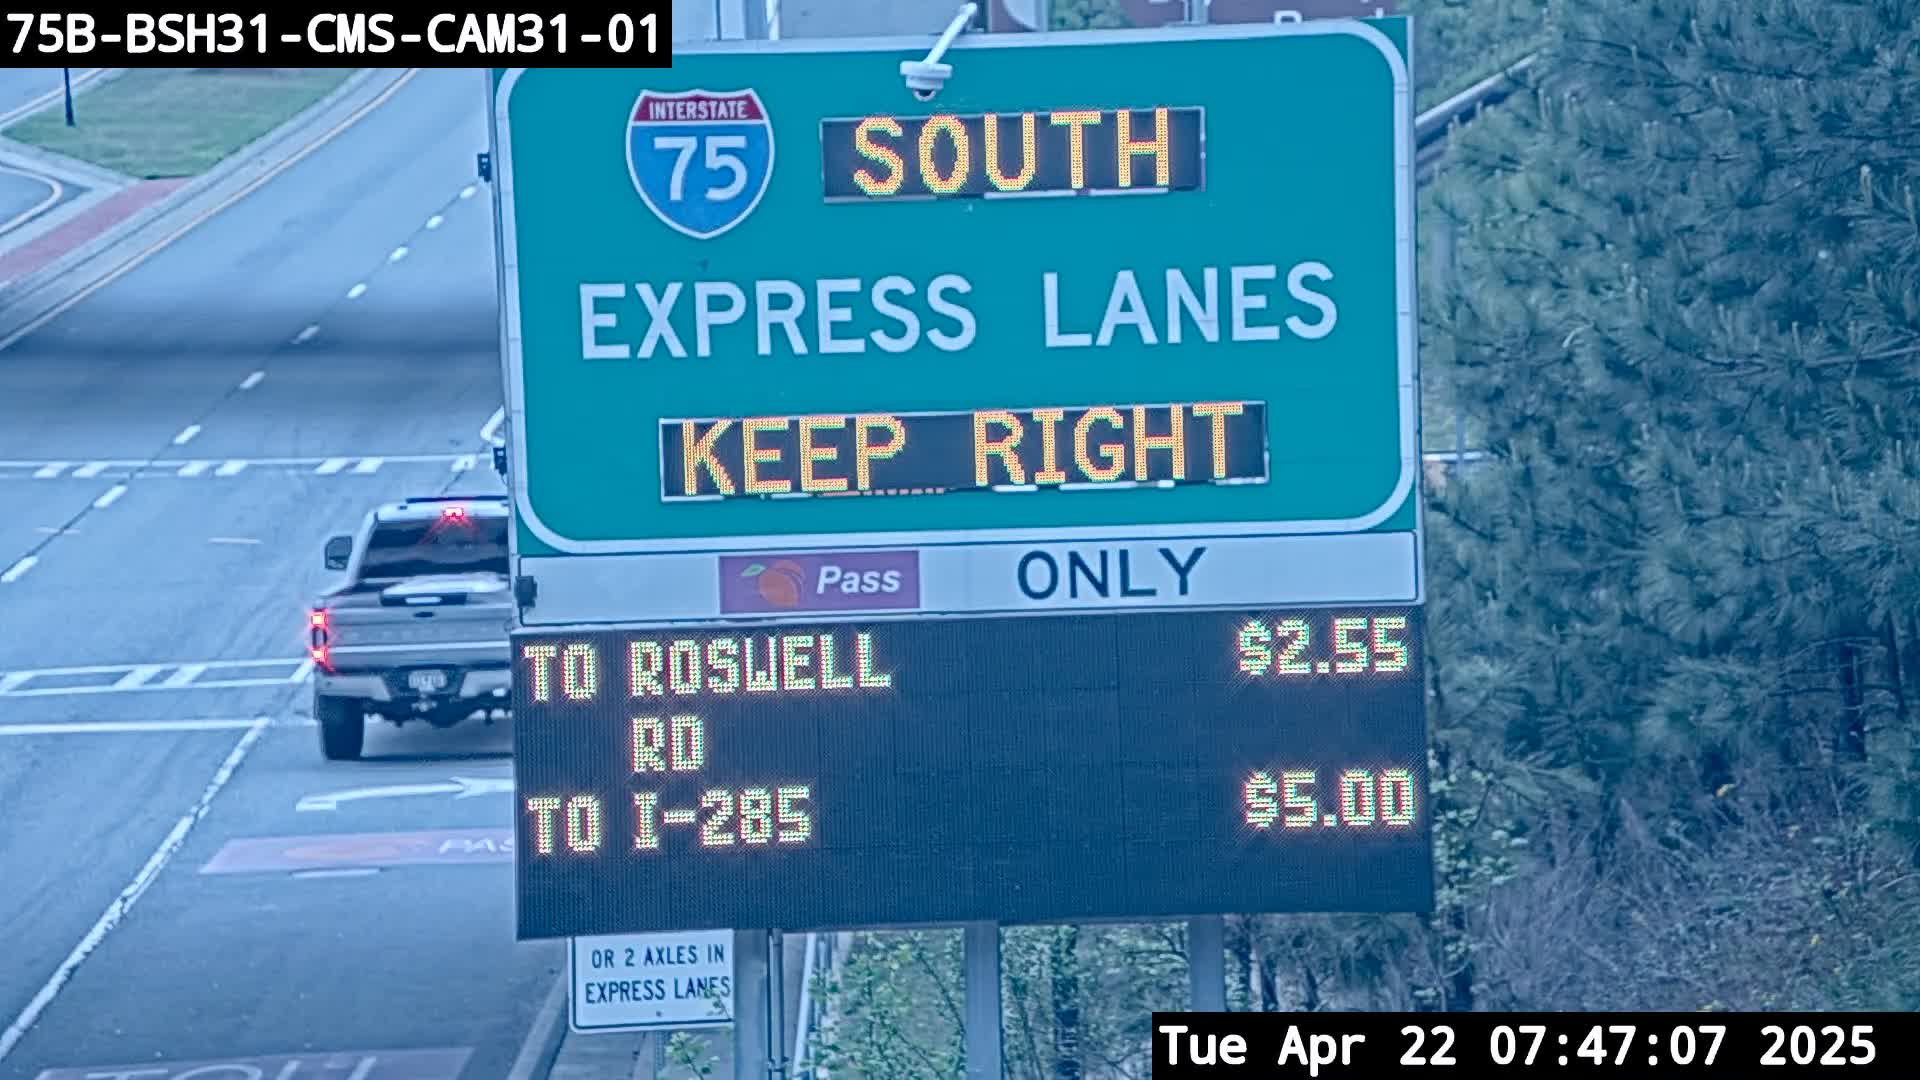 75B-BSH31-CMS-CAM31-01
INTERSTATE
75
SOUTH
EXPRESS LANES
KEEP RIGHT
Pass ONLY
TO ROSWELL $2.55
RD
TO I-285 $5.00
OR 2 AXLES IN
EXPRESS LANES
Tue Apr 22 07:47:07 2025